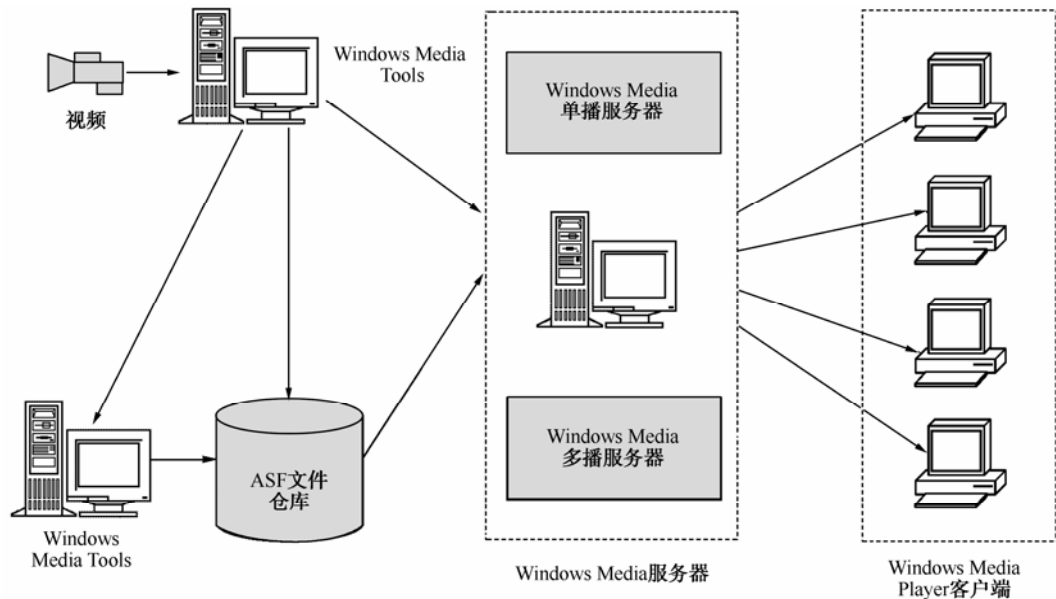 视频
Windows Media
Tools
Windows Media
单播服务器
Windows Media
多播服务器
ASF文件
仓库
Windows
Media Tools
Windows Media服务器
Windows Media
Player客户端